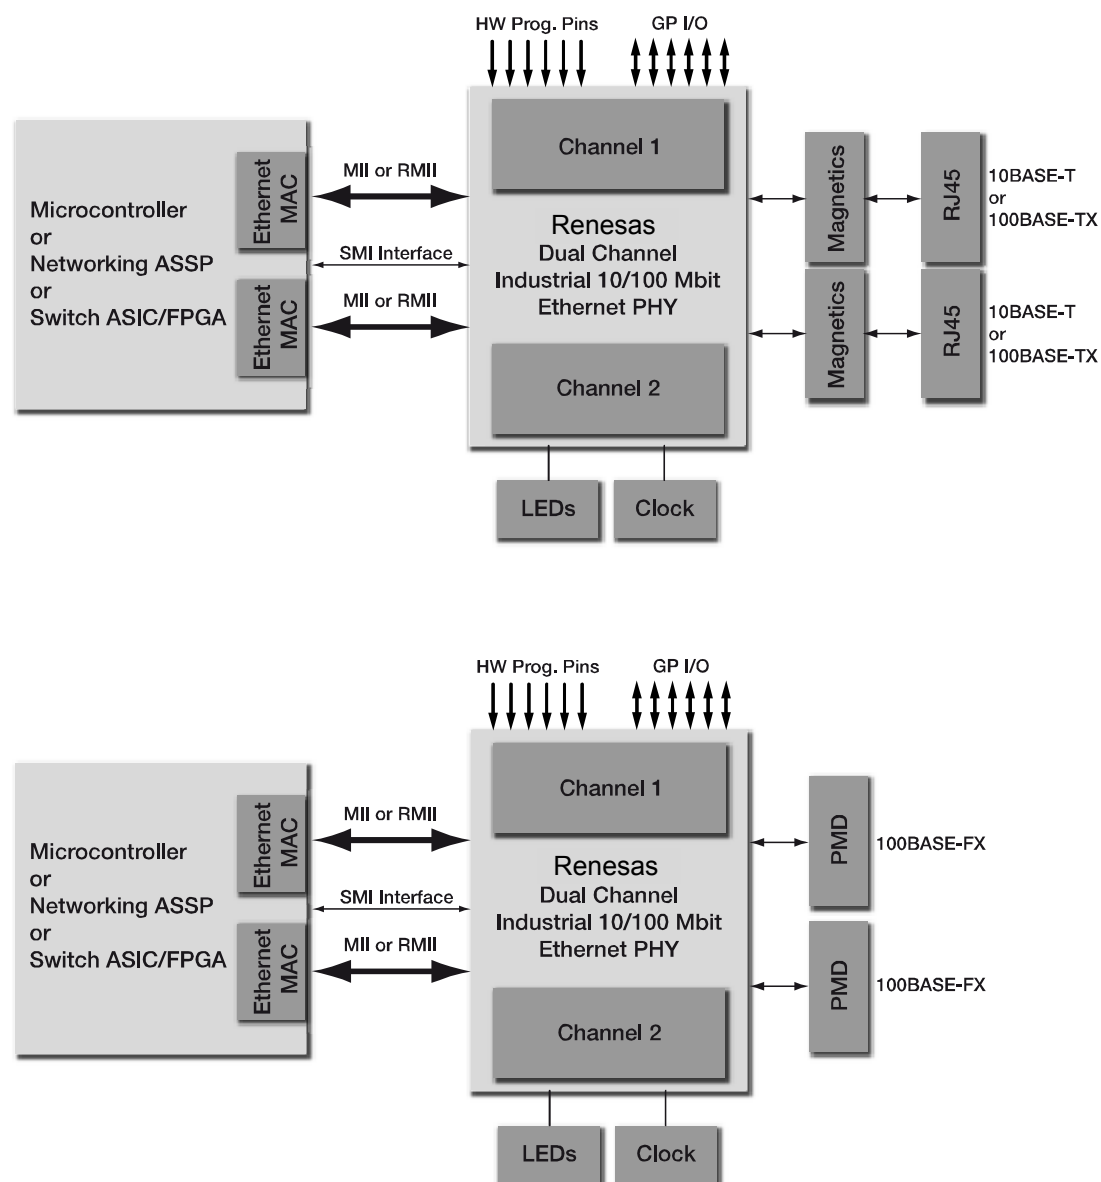 HW Prog. Pins
GP I/O
Channel 1
Ethernet
MAC
MII or RMII
Microcontroller
or
Networking ASSP
or
Switch ASIC/FPGA
SMI Interface
Ethernet
MAC
MII or RMII
Renesas
Dual Channel
Industrial 10/100 Mbit
Ethernet PHY
Channel 2
Magnetics
RJ45
10BASE-T
or
100BASE-TX
Magnetics
RJ45
10BASE-T
or
100BASE-TX
LEDs
Clock
HW Prog. Pins
GP I/O
Channel 1
Ethernet
MAC
MII or RMII
Microcontroller
or
Networking ASSP
or
Switch ASIC/FPGA
SMI Interface
Ethernet
MAC
MII or RMII
Renesas
Dual Channel
Industrial 10/100 Mbit
Ethernet PHY
Channel 2
PMD
100BASE-FX
PMD
100BASE-FX
LEDs
Clock